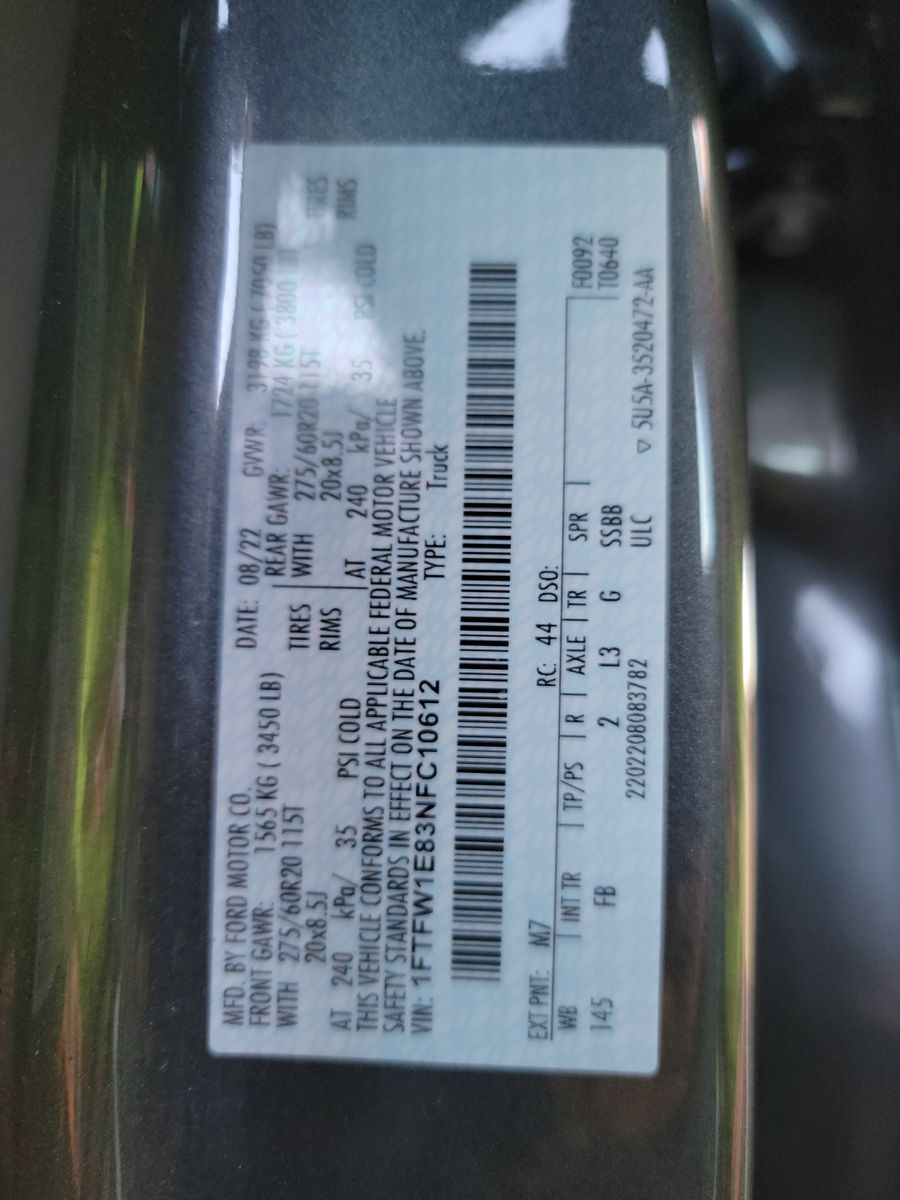 MFD. BY FORD MOTOR CO. DATE: 08/22 GVWR: 3198 KG ( 7050 LB)
FRONT GAWR: 1565 KG ( 3450 LB) REAR GAWR: 1724 KG ( 3800 LB)
WITH 275/60R20 115T TIRES WITH 275/60R20 115T TIRES
20x8.5J RIMS 20x8.5J RIMS
AT 240 kPa/ 35 PSI COLD AT 240 kPa/ 35 PSI COLD
THIS VEHICLE CONFORMS TO ALL APPLICABLE FEDERAL MOTOR VEHICLE
SAFETY STANDARDS IN EFFECT ON THE DATE OF MANUFACTURE SHOWN ABOVE.
VIN: 1FTFW1E83NFC10612 TYPE: Truck
EXT PNT: M7 RC: 44 DSO: F0092
WB | INT TR | TP/PS | R | AXLE | TR | SPR | T0640
145 FB 2 L3 G SSBB
2202208083782 ULC ▽ 5U5A-3520472-AA